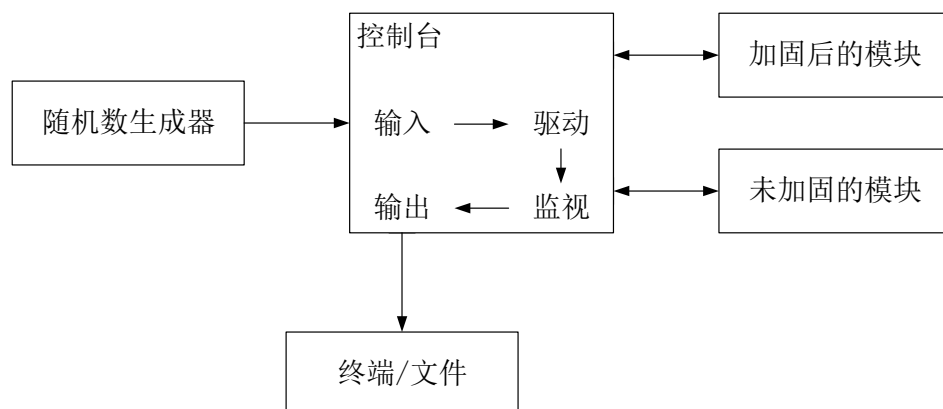 控制台
加固后的模块
随机数生成器
输入
驱动
未加固的模块
输出
监视
终端/文件